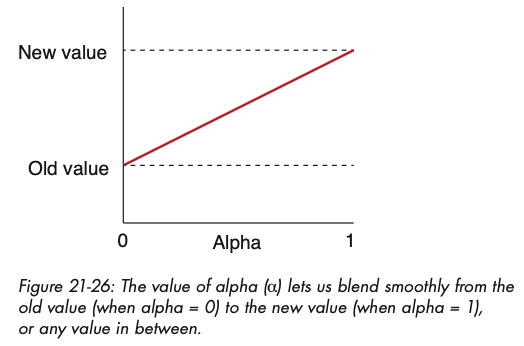 New value
Old value
0 Alpha 1
Figure 21-26: The value of alpha (α) lets us blend smoothly from the
old value (when alpha = 0) to the new value (when alpha = 1),
or any value in between.